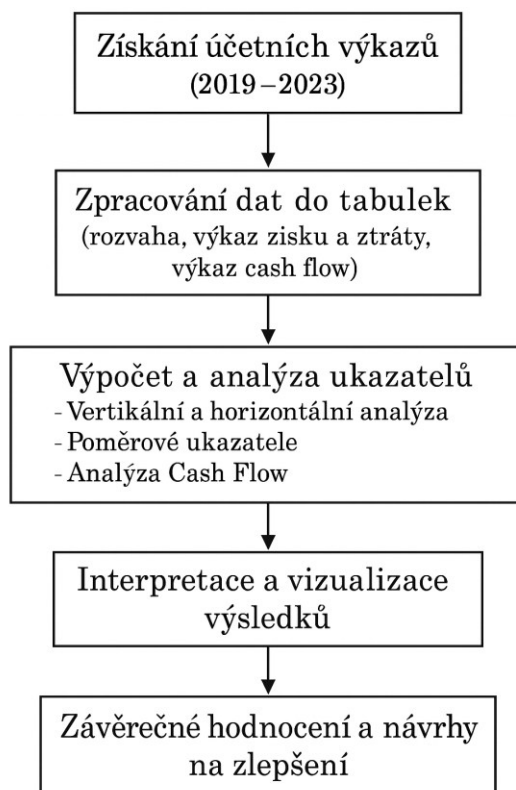 Získání účetních výkazů
(2019–2023)
Zpracování dat do tabulek
(rozvaha, výkaz zisku a ztráty,
výkaz cash flow)
Výpočet a analýza ukazatelů
- Vertikální a horizontální analýza
- Poměrové ukazatele
- Analýza Cash Flow
Interpretace a vizualizace
výsledků
Závěrečné hodnocení a návrhy
na zlepšení